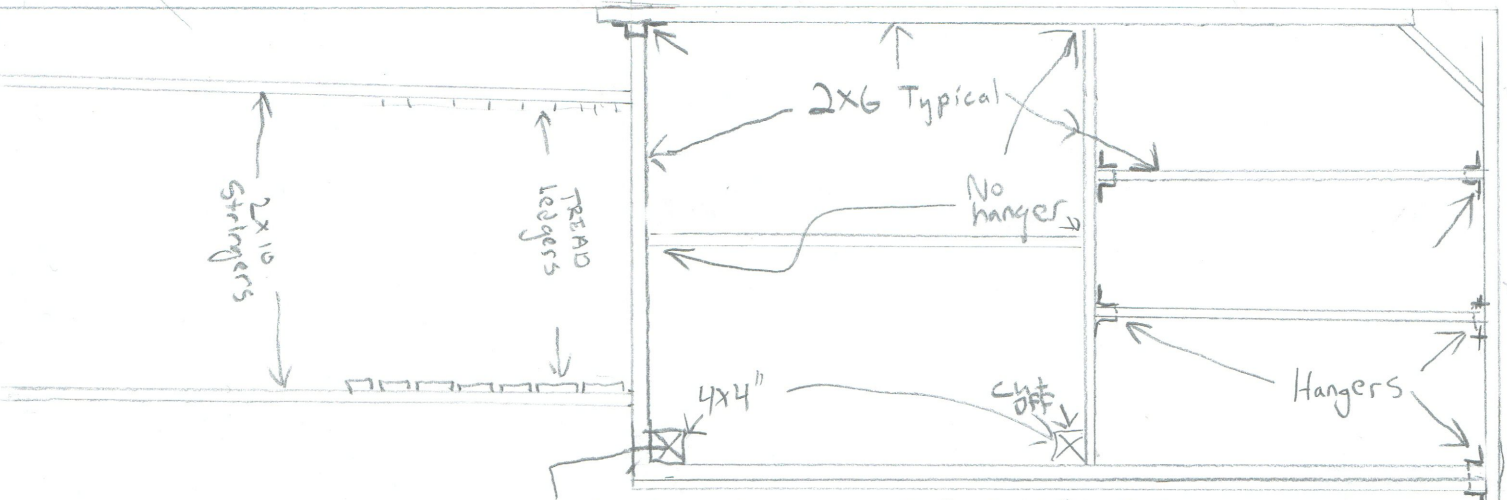 2x6 Typical
No
hanger
2x10
Stringers
TREAD
Ledgers
4x4"
cut
off
Hangers